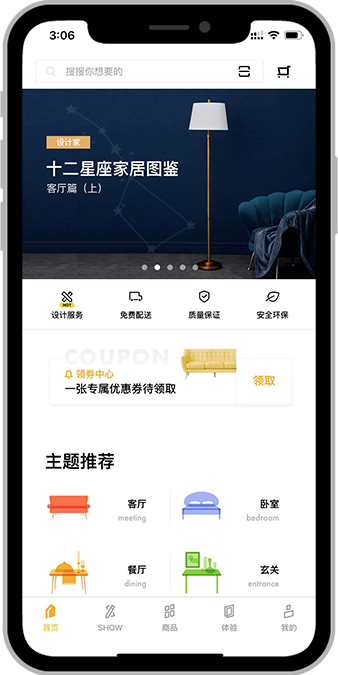 3:06
搜搜你想要的
设计家
十二星座家居图鉴
客厅篇（上）
HOT
设计服务
免费配送
质量保证
安全环保
COUPON
领券中心
一张专属优惠券待领取
领取
主题推荐
客厅
meeting
卧室
bedroom
餐厅
dining
玄关
entrance
首页
SHOW
商品
体验
我的